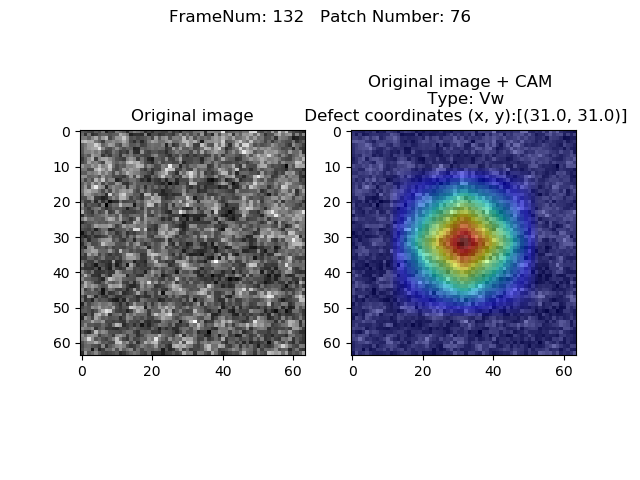 FrameNum: 132   Patch Number: 76
Original image
Original image + CAM
Type: Vw
Defect coordinates (x, y):[(31.0, 31.0)]
0
10
20
30
40
50
60
0 20 40 60
0
10
20
30
40
50
60
0 20 40 60